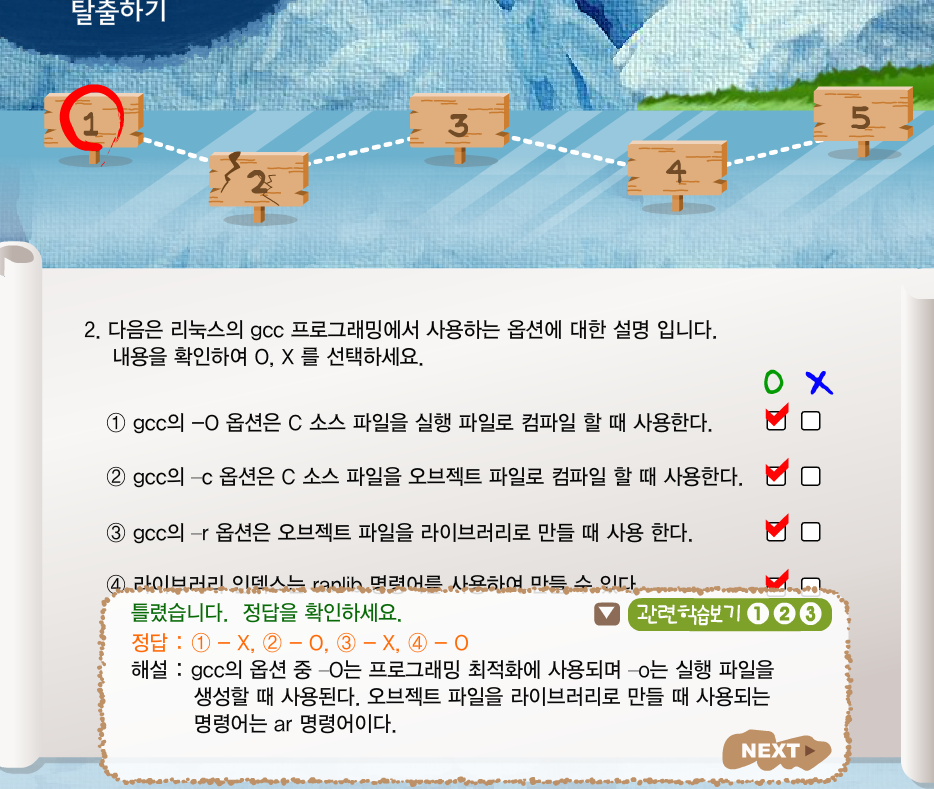 탈출하기
1
2
3
4
5
2. 다음은 리눅스의 gcc 프로그래밍에서 사용하는 옵션에 대한 설명 입니다.
내용을 확인하여 O, X 를 선택하세요.
O X
① gcc의 –O 옵션은 C 소스 파일을 실행 파일로 컴파일 할 때 사용한다.
② gcc의 –c 옵션은 C 소스 파일을 오브젝트 파일로 컴파일 할 때 사용한다.
③ gcc의 –r 옵션은 오브젝트 파일을 라이브러리로 만들 때 사용 한다.
④ 라이브러리 인덱스는 ranlib 명령어를 사용하여 만들 수 있다.
틀렸습니다. 정답을 확인하세요.
관련학습보기 1 2 3
정답 : ① – X, ② – O, ③ – X, ④ – O
해설 : gcc의 옵션 중 –O는 프로그래밍 최적화에 사용되며 –o는 실행 파일을
생성할 때 사용된다. 오브젝트 파일을 라이브러리로 만들 때 사용되는
명령어는 ar 명령어이다.
NEXT